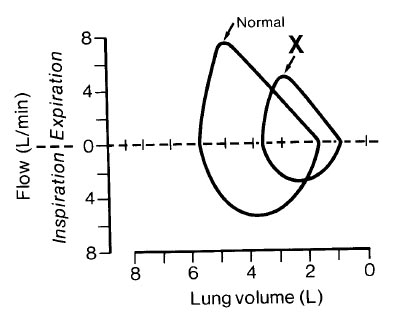 Normal
X
8
4
0
4
8
Flow (L/min)
Inspiration Expiration
8
6
4
2
0
Lung volume (L)